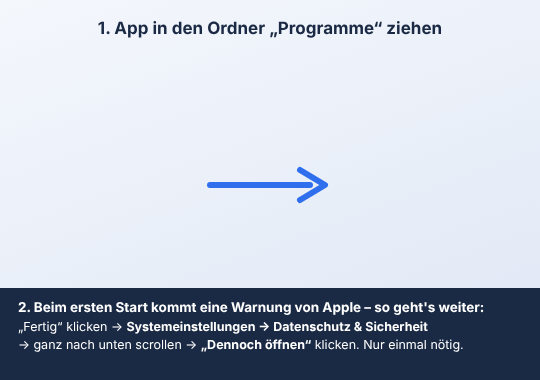 1. App in den Ordner „Programme“ ziehen
2. Beim ersten Start kommt eine Warnung von Apple – so geht's weiter:
„Fertig“ klicken → Systemeinstellungen → Datenschutz & Sicherheit
→ ganz nach unten scrollen → „Dennoch öffnen“ klicken. Nur einmal nötig.